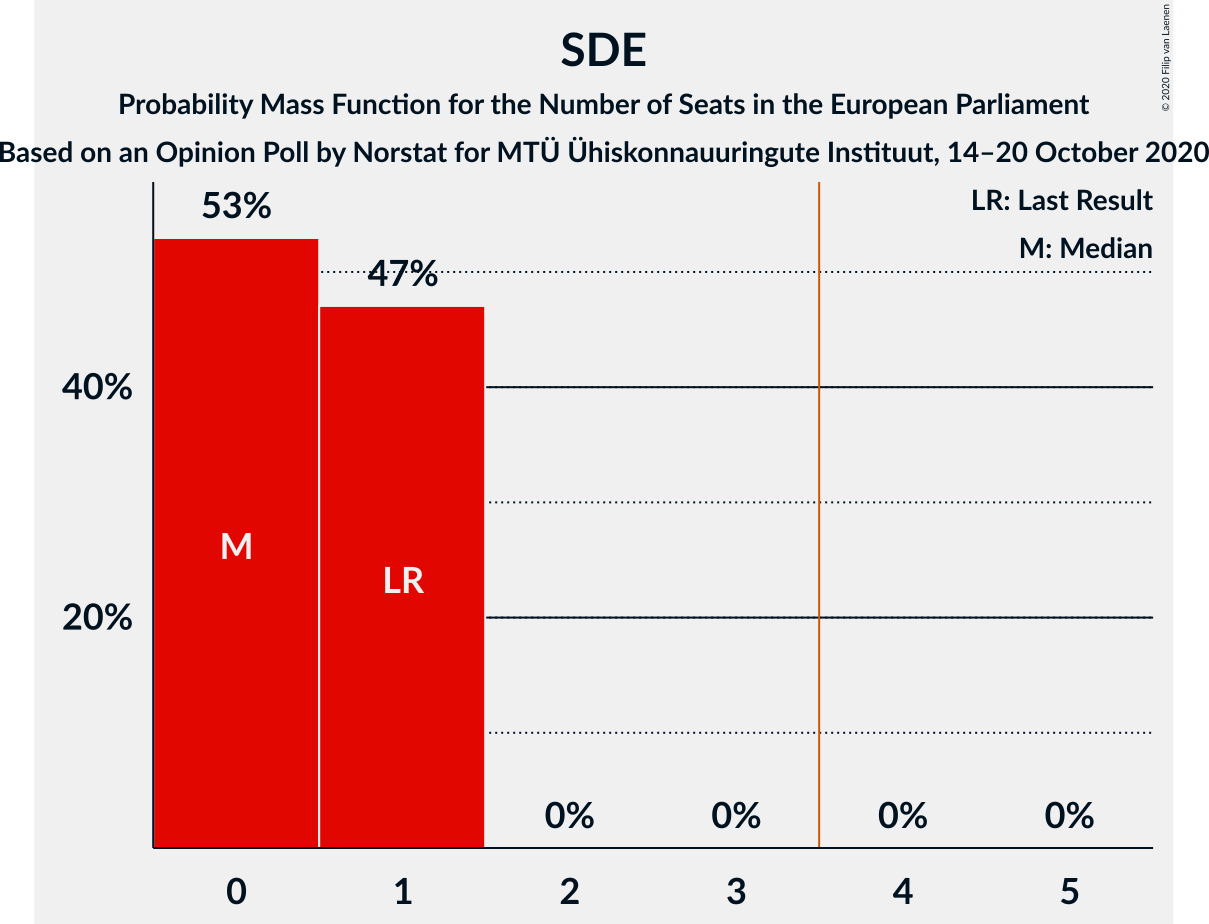 SDE
Probability Mass Function for the Number of Seats in the European Parliament
Based on an Opinion Poll by Norstat for MTÜ Ühiskonnauuringute Instituut, 14–20 October 2020
© 2020 Filip van Laenen
LR: Last Result
M: Median
53%
47%
40%
20%
M
LR
0%
0%
0%
0%
0
1
2
3
4
5